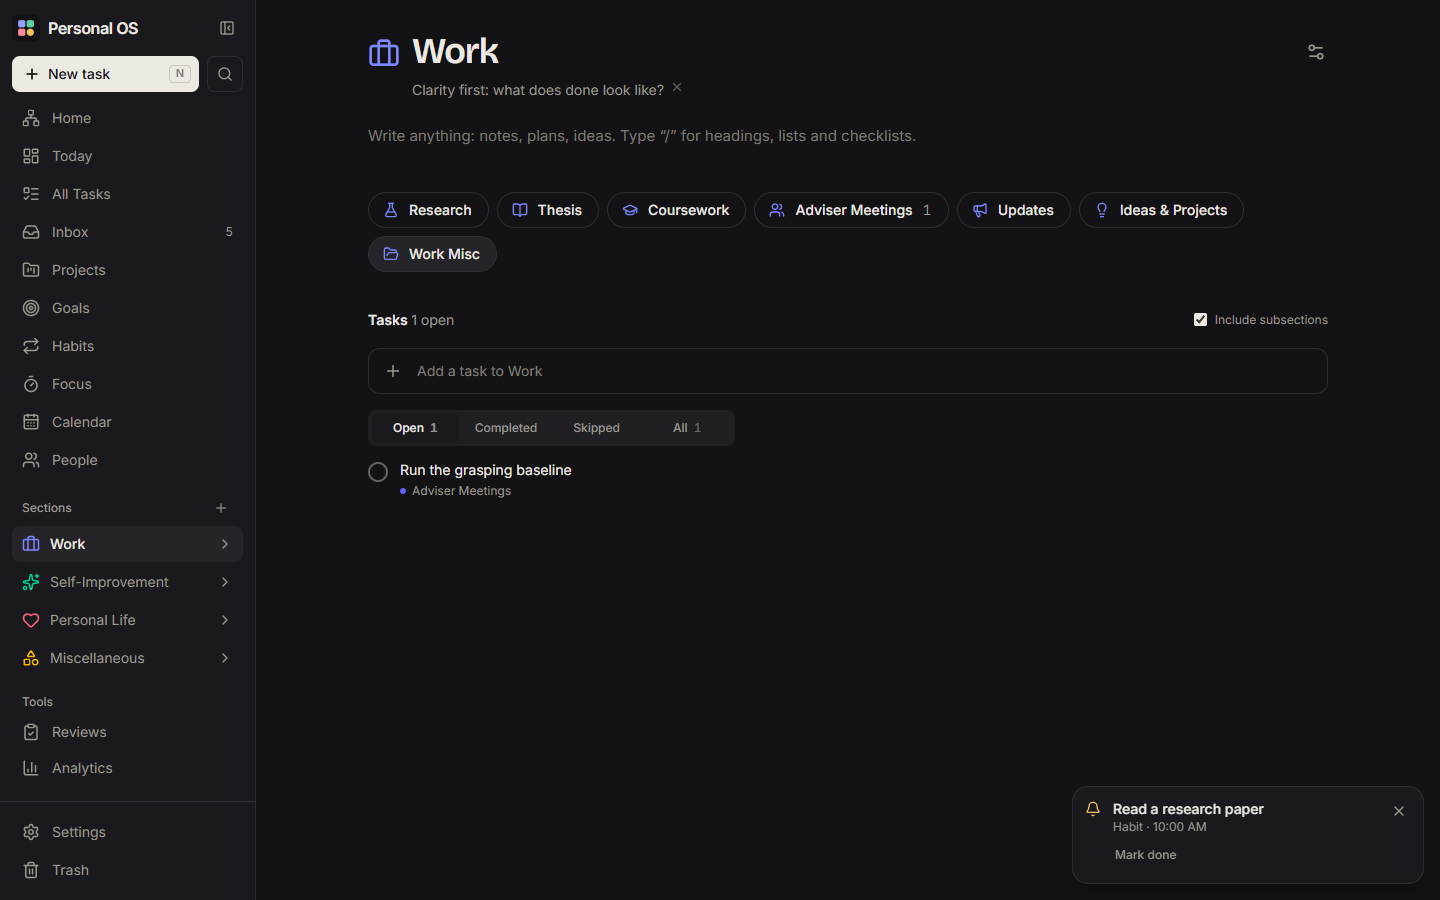 Personal OS
New task N
Home
Today
All Tasks
Inbox 5
Projects
Goals
Habits
Focus
Calendar
People
Sections
Work
Self-Improvement
Personal Life
Miscellaneous
Tools
Reviews
Analytics
Settings
Trash
Work
Clarity first: what does done look like?
Write anything: notes, plans, ideas. Type “/” for headings, lists and checklists.
Research Thesis Coursework Adviser Meetings 1 Updates Ideas & Projects
Work Misc
Tasks 1 open Include subsections
Add a task to Work
Open 1 Completed Skipped All 1
Run the grasping baseline
Adviser Meetings
Read a research paper
Habit · 10:00 AM
Mark done